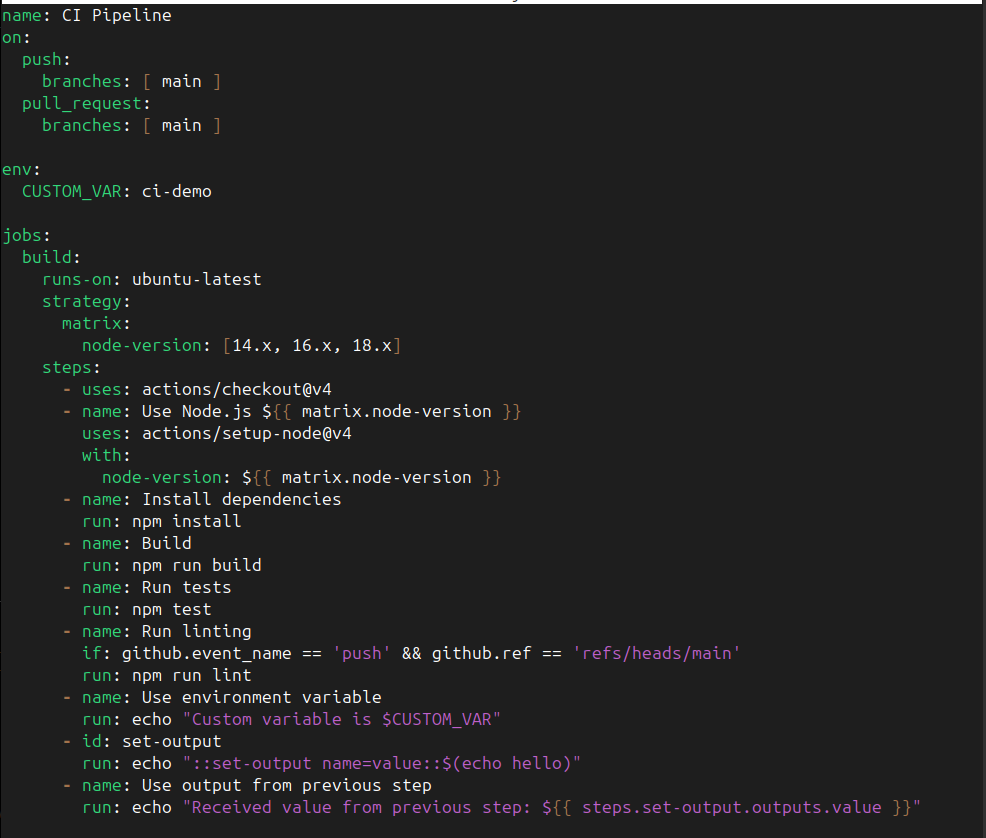 name: CI Pipeline
on:
  push:
    branches: [ main ]
  pull_request:
    branches: [ main ]

env:
  CUSTOM_VAR: ci-demo

jobs:
  build:
    runs-on: ubuntu-latest
    strategy:
      matrix:
        node-version: [14.x, 16.x, 18.x]
    steps:
      - uses: actions/checkout@v4
      - name: Use Node.js ${{ matrix.node-version }}
        uses: actions/setup-node@v4
        with:
          node-version: ${{ matrix.node-version }}
      - name: Install dependencies
        run: npm install
      - name: Build
        run: npm run build
      - name: Run tests
        run: npm test
      - name: Run linting
        if: github.event_name == 'push' && github.ref == 'refs/heads/main'
        run: npm run lint
      - name: Use environment variable
        run: echo "Custom variable is $CUSTOM_VAR"
      - id: set-output
        run: echo "::set-output name=value::$(echo hello)"
      - name: Use output from previous step
        run: echo "Received value from previous step: ${{ steps.set-output.outputs.value }}"